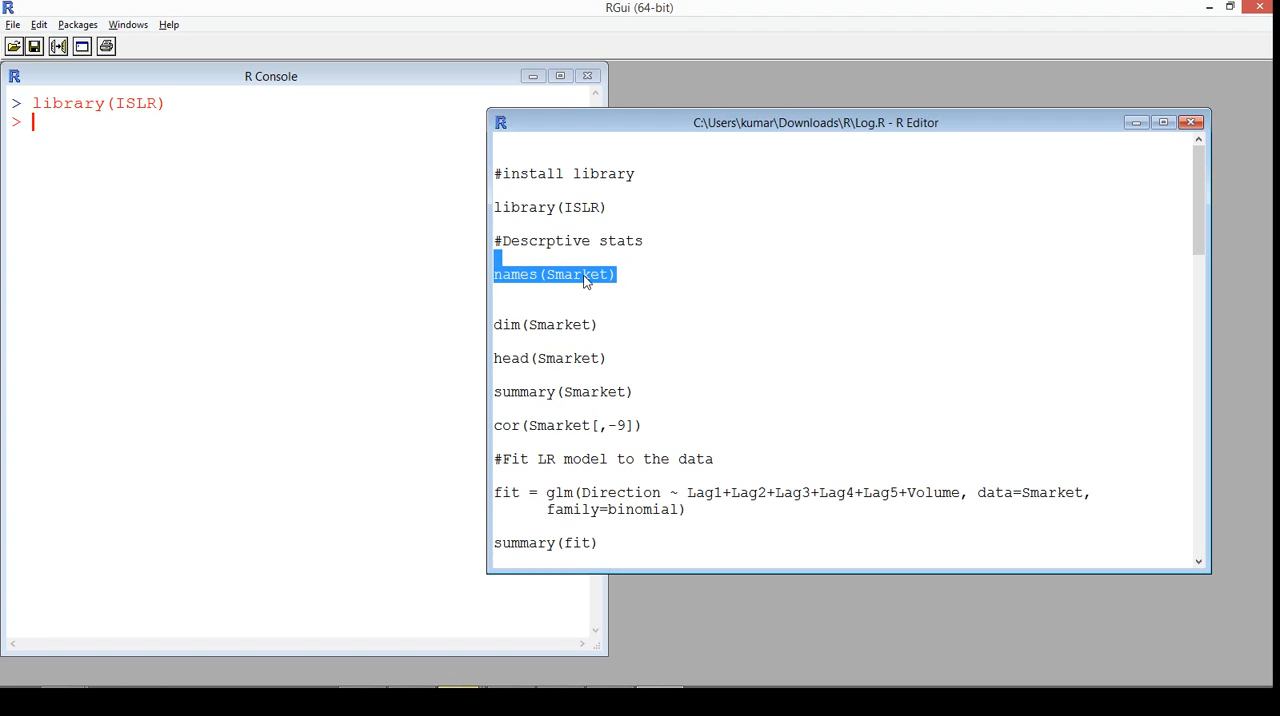 RGui (64-bit)
File Edit Packages Windows Help
R Console
> library(ISLR)
>
C:\Users\kumar\Downloads\R\Log.R - R Editor
#install library
library(ISLR)
#Descrptive stats
names(Smarket)
dim(Smarket)
head(Smarket)
summary(Smarket)
cor(Smarket[,-9])
#Fit LR model to the data
fit = glm(Direction ~ Lag1+Lag2+Lag3+Lag4+Lag5+Volume, data=Smarket,
family=binomial)
summary(fit)